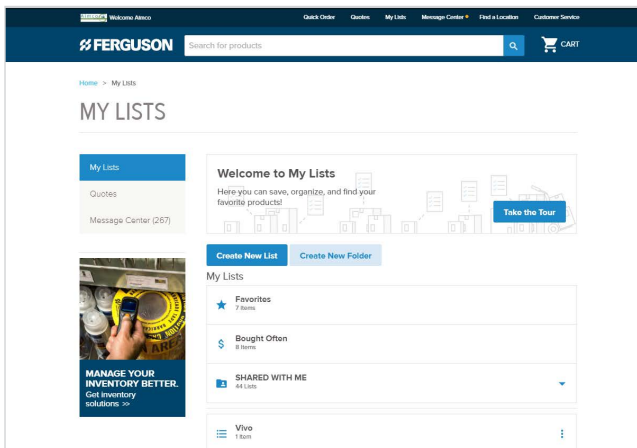 Welcome Aimco
Quick Order Quotes My Lists Message Center Find a Location Customer Service
FERGUSON
Search for products
CART
Home > My Lists
MY LISTS
My Lists
Quotes
Message Center (267)
Welcome to My Lists
Here you can save, organize, and find your
favorite products!
Take the Tour
Create New List Create New Folder
My Lists
Favorites
7 Items
Bought Often
8 Items
SHARED WITH ME
44 Lists
Vivo
1 Item
MANAGE YOUR
INVENTORY BETTER.
Get inventory
solutions >>